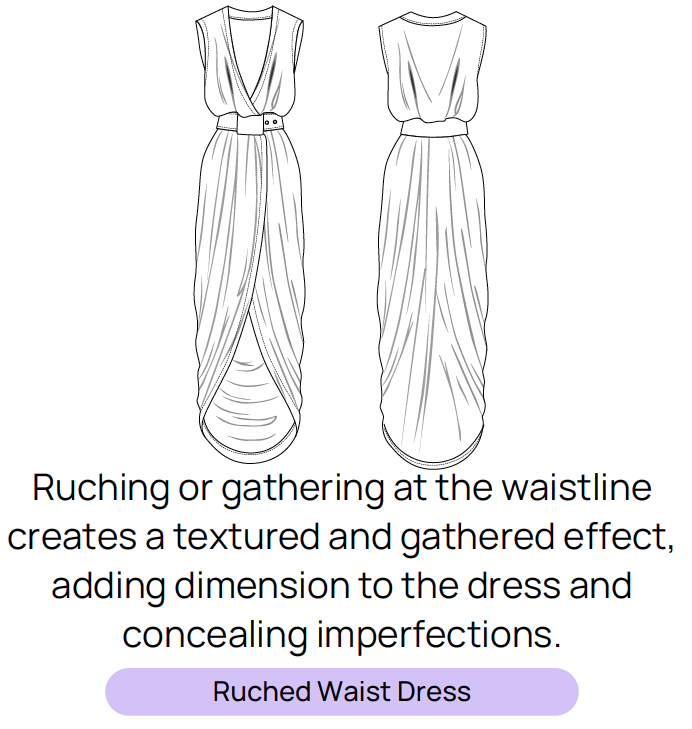 Ruching or gathering at the waistline
creates a textured and gathered effect,
adding dimension to the dress and
concealing imperfections.
Ruched Waist Dress